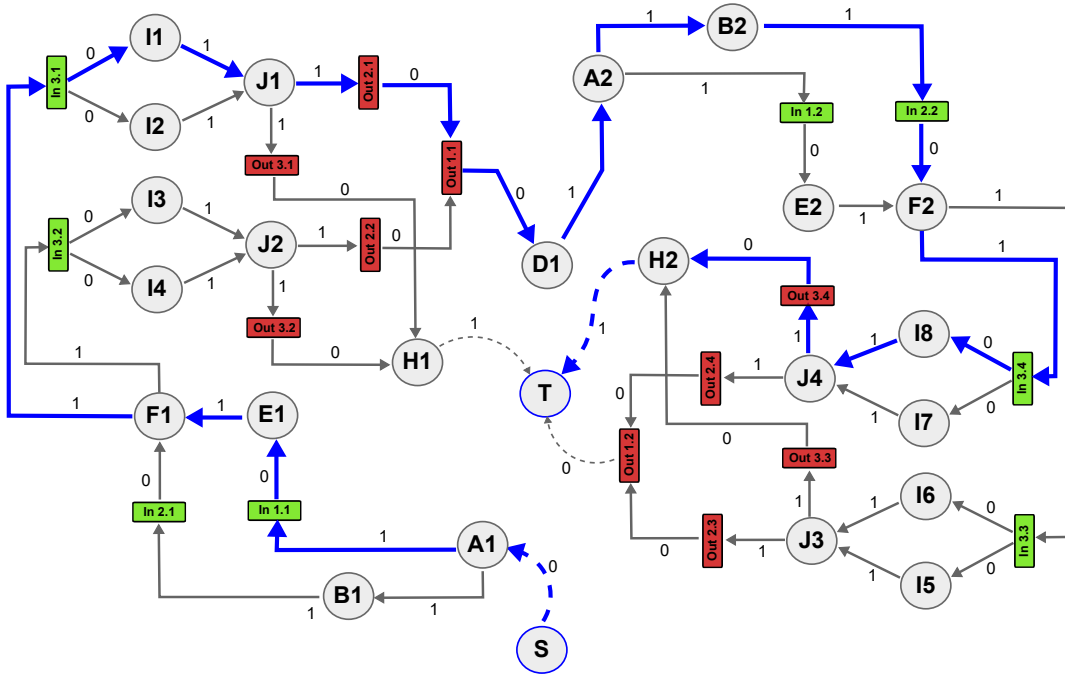 B2
1
1
I1
0
1
In 3.1
J1
1
Out 2.1
0
A2
1
In 1.2
In 2.2
0
I2
1
1
Out 3.1
0
Out 1.1
0
1
0
0
I3
0
1
In 3.2
J2
1
Out 2.2
0
E2
1
F2
1
0
I4
1
1
D1
H2
0
1
Out 3.2
0
H1
1
1
Out 3.4
1
I8
0
1
1
Out 2.4
1
J4
In 3.4
T
0
1
I7
0
F1
1
1
E1
0
Out 1.2
0
Out 3.3
0
0
In 2.1
In 1.1
1
A1
0
1
I6
1
0
Out 2.3
0
1
J3
In 3.3
1
I5
0
B1
1
1
S